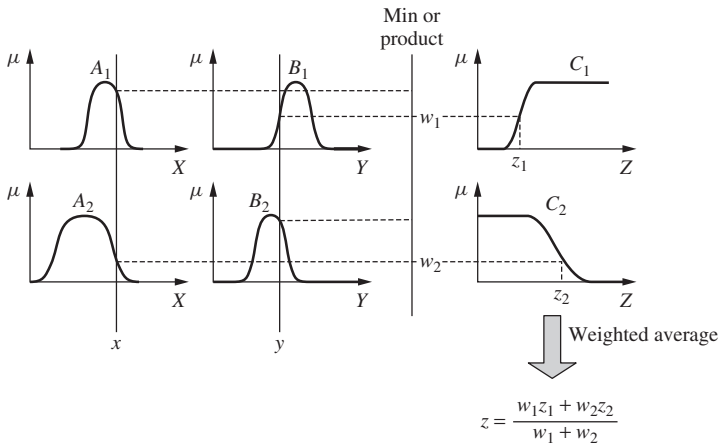 Min or
product
μ
A₁
X
μ
B₁
Y
w₁
μ
C₁
z₁
Z
μ
A₂
X
μ
B₂
Y
w₂
μ
C₂
z₂
Z
x
y
Weighted average
z = (w₁z₁ + w₂z₂) / (w₁ + w₂)